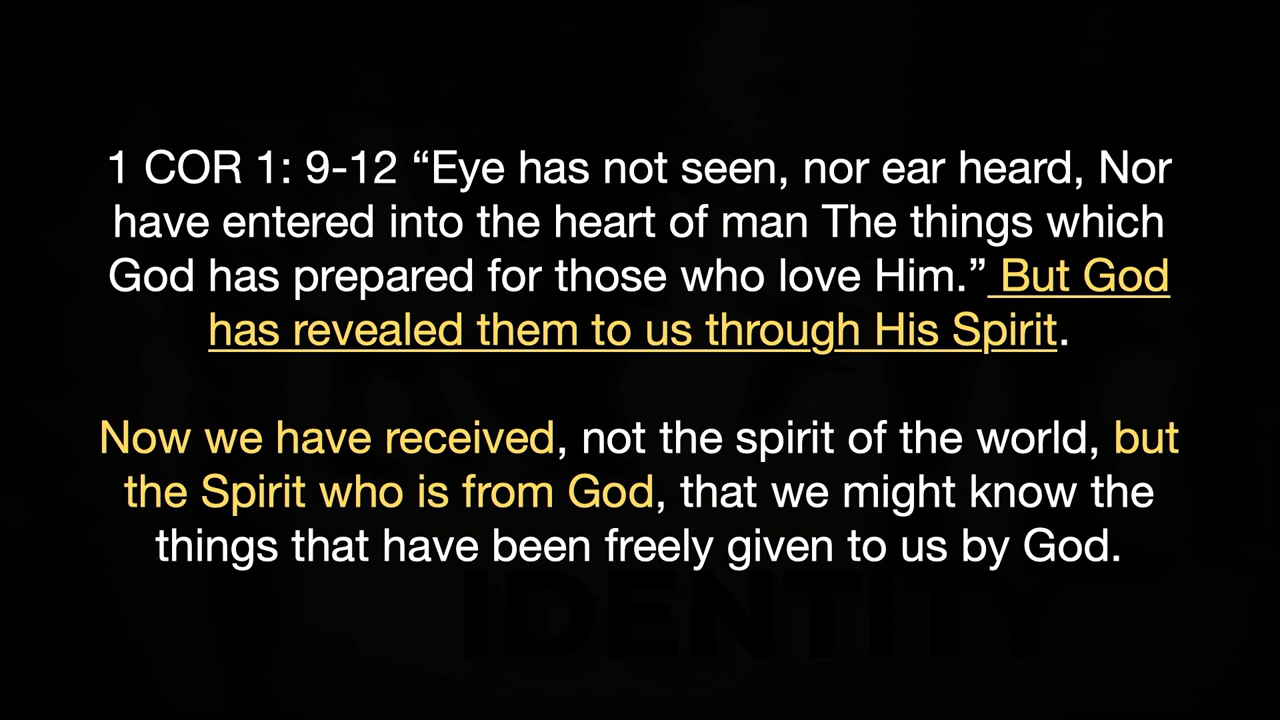 1 COR 1: 9-12 “Eye has not seen, nor ear heard, Nor
have entered into the heart of man The things which
God has prepared for those who love Him.” But God
has revealed them to us through His Spirit.
Now we have received, not the spirit of the world, but
the Spirit who is from God, that we might know the
things that have been freely given to us by God.
IDENTITY